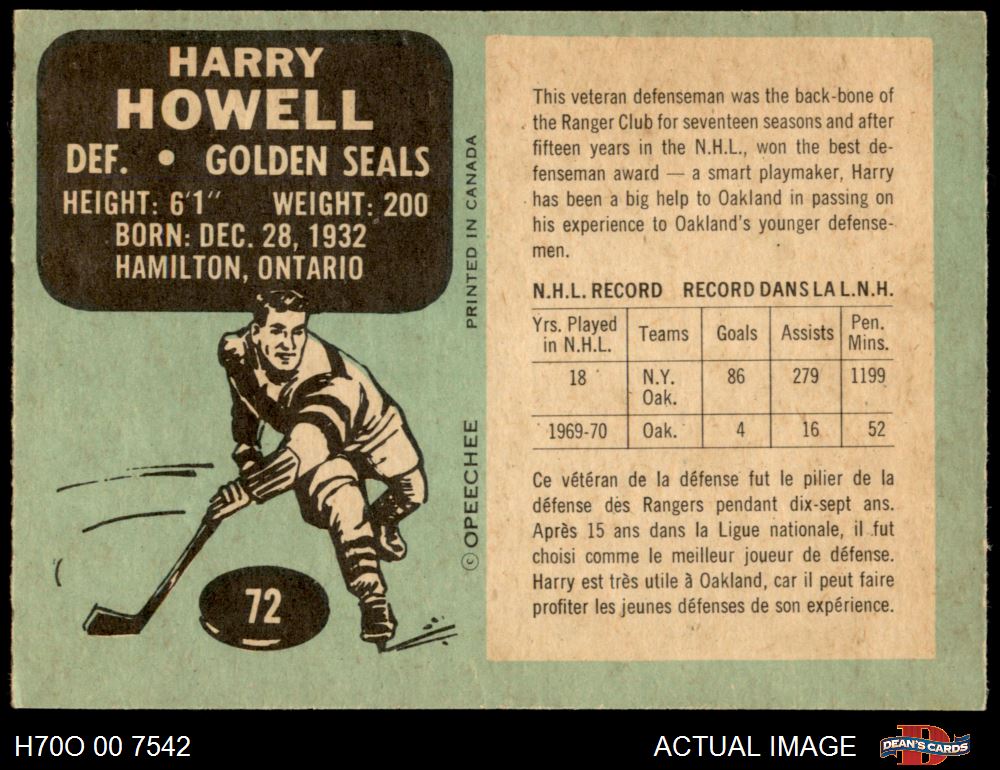 HARRY
HOWELL
DEF. • GOLDEN SEALS
HEIGHT: 6'1" WEIGHT: 200
BORN: DEC. 28, 1932
HAMILTON, ONTARIO
72
PRINTED IN CANADA
© OPEECHEE
This veteran defenseman was the back-bone of
the Ranger Club for seventeen seasons and after
fifteen years in the N.H.L., won the best de-
fenseman award — a smart playmaker, Harry
has been a big help to Oakland in passing on
his experience to Oakland's younger defense-
men.
N.H.L. RECORD RECORD DANS LA L.N.H.
Yrs. Played
in N.H.L.
Teams
Goals
Assists
Pen.
Mins.
18
N.Y.
Oak.
86
279
1199
1969-70
Oak.
4
16
52
Ce vétéran de la défense fut le pilier de la
défense des Rangers pendant dix-sept ans.
Après 15 ans dans la Ligue nationale, il fut
choisi comme le meilleur joueur de défense.
Harry est très utile à Oakland, car il peut faire
profiter les jeunes défenses de son expérience.
H70O 00 7542
ACTUAL IMAGE
DEAN'S CARDS